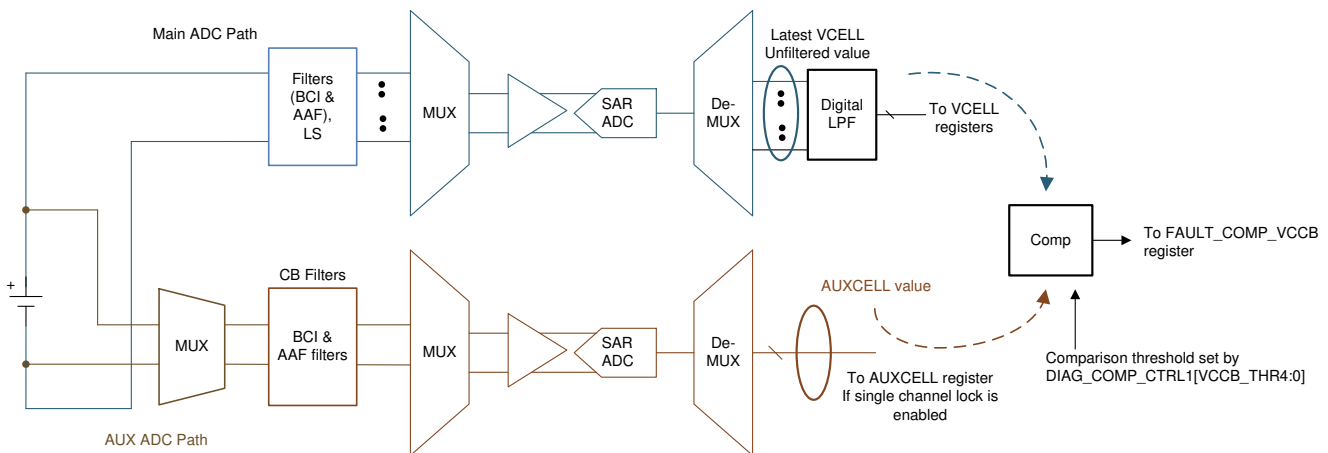 Main ADC Path
Filters
(BCI &
AAF),
LS
MUX
SAR
ADC
De-
MUX
Latest VCELL
Unfiltered value
Digital
LPF
To VCELL
registers
Comp
To FAULT_COMP_VCCB
register
Comparison threshold set by
DIAG_COMP_CTRL1[VCCB_THR4:0]
+
MUX
CB Filters
BCI &
AAF filters
MUX
SAR
ADC
De-
MUX
AUXCELL value
To AUXCELL register
If single channel lock is
enabled
AUX ADC Path